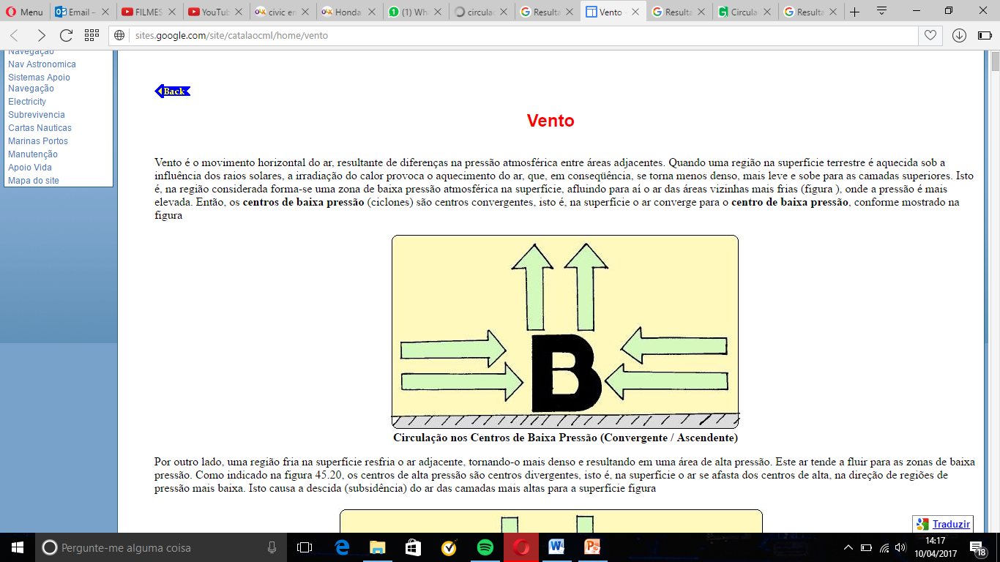 Menu
Email –
FILMES
YouTub
civic en
Honda
(1) Wha
circulaç
Resulta
Vento -
Resulta
Circula
Resulta
sites.google.com/site/catalaocml/home/vento
Navegação
Nav Astronomica
Sistemas Apoio
Navegação
Electricity
Subrevivencia
Cartas Nauticas
Marinas Portos
Manutenção
Apoio Vida
Mapa do site
Back
Vento
Vento é o movimento horizontal do ar, resultante de diferenças na pressão atmosférica entre áreas adjacentes. Quando uma região na superfície terrestre é aquecida sob a
influência dos raios solares, a irradiação do calor provoca o aquecimento do ar, que, em conseqüência, se torna menos denso, mais leve e sobe para as camadas superiores. Isto
é, na região considerada forma-se uma zona de baixa pressão atmosférica na superfície, afluindo para aí o ar das áreas vizinhas mais frias (figura ), onde a pressão é mais
elevada. Então, os centros de baixa pressão (ciclones) são centros convergentes, isto é, na superfície o ar converge para o centro de baixa pressão, conforme mostrado na
figura
B
Circulação nos Centros de Baixa Pressão (Convergente / Ascendente)
Por outro lado, uma região fria na superfície resfria o ar adjacente, tornando-o mais denso e resultando em uma área de alta pressão. Este ar tende a fluir para as zonas de baixa
pressão. Como indicado na figura 45.20, os centros de alta pressão são centros divergentes, isto é, na superfície o ar se afasta dos centros de alta, na direção de regiões de
pressão mais baixa. Isto causa a descida (subsidência) do ar das camadas mais altas para a superfície figura
Traduzir
Pergunte-me alguma coisa
14:17
10/04/2017
18